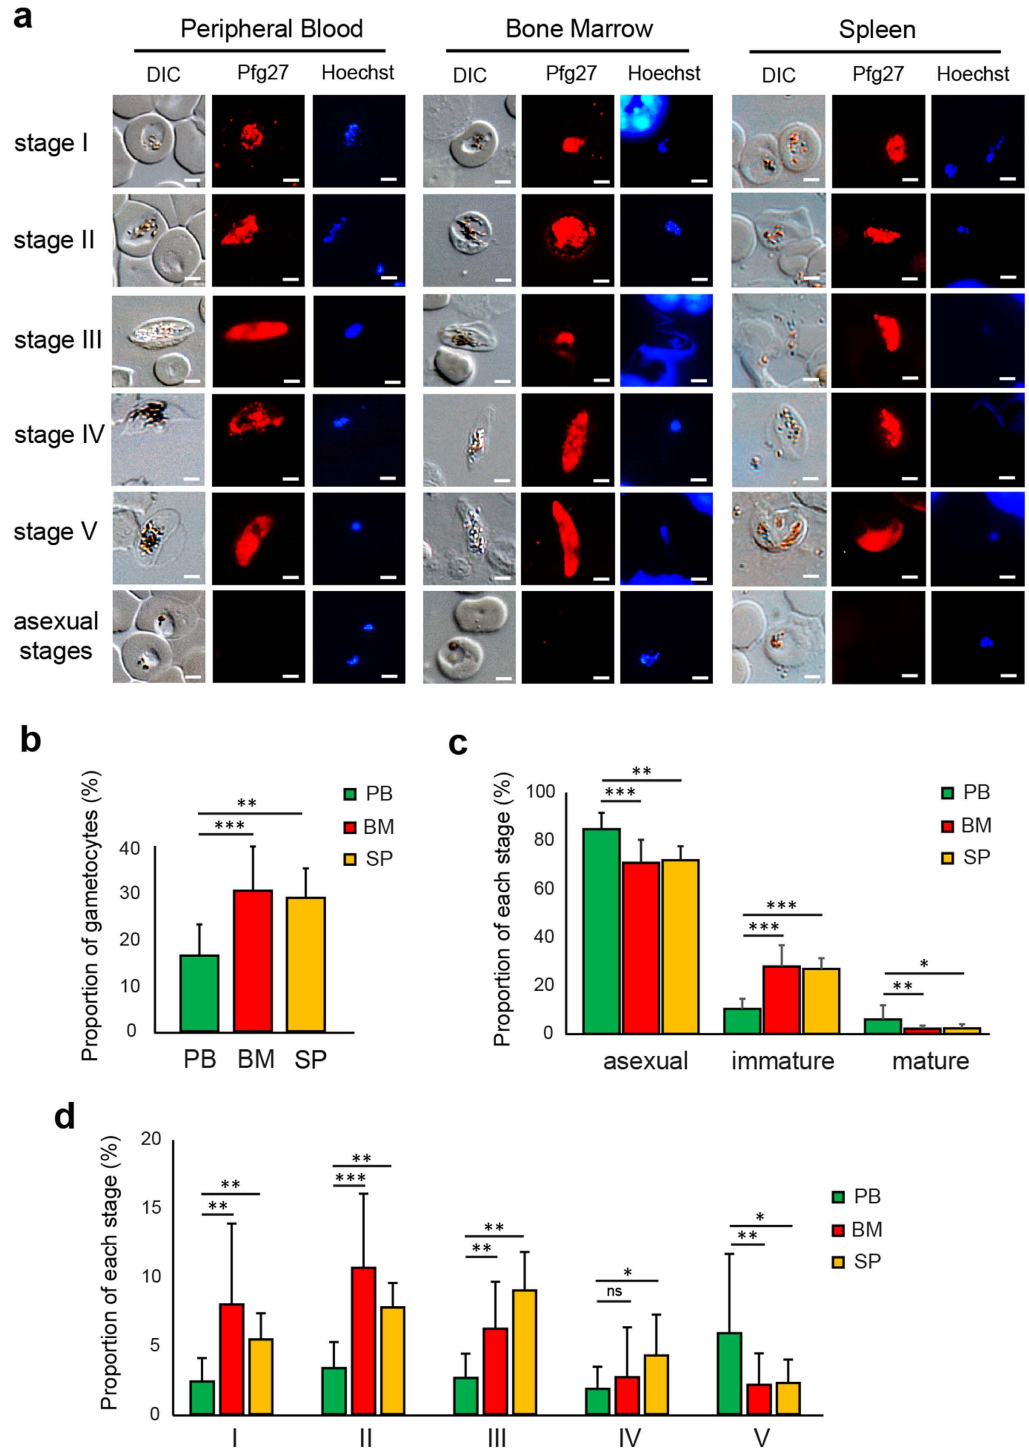 a
Peripheral Blood
Bone Marrow
Spleen
DIC Pfg27 Hoechst
DIC Pfg27 Hoechst
DIC Pfg27 Hoechst
stage I
stage II
stage III
stage IV
stage V
asexual
stages
b
Proportion of gametocytes (%)
40
30
20
10
0
**
***
PB
BM
SP
PB BM SP
c
Proportion of each stage (%)
100
80
60
40
20
0
**
***
***
***
*
**
PB
BM
SP
asexual immature mature
d
Proportion of each stage (%)
20
15
10
5
0
**
**
**
***
**
**
*
ns
*
**
PB
BM
SP
I II III IV V